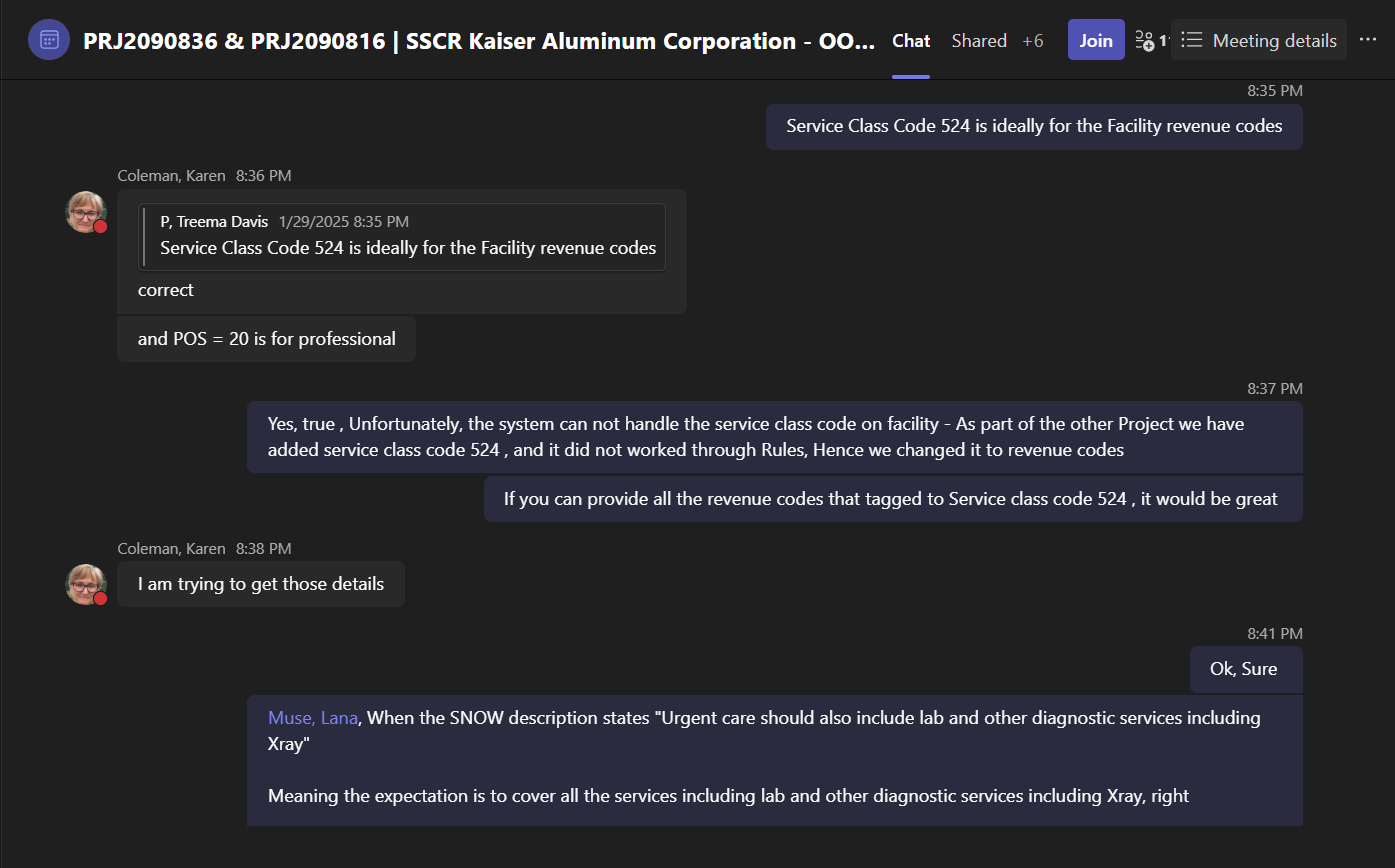 PRJ2090836 & PRJ2090816 | SSCR Kaiser Aluminum Corporation - OO...
Chat
Shared
+6
Join
Meeting details
8:35 PM
Service Class Code 524 is ideally for the Facility revenue codes
Coleman, Karen 8:36 PM
P, Treema Davis 1/29/2025 8:35 PM
Service Class Code 524 is ideally for the Facility revenue codes
correct
and POS = 20 is for professional
8:37 PM
Yes, true , Unfortunately, the system can not handle the service class code on facility - As part of the other Project we have
added service class code 524 , and it did not worked through Rules, Hence we changed it to revenue codes
If you can provide all the revenue codes that tagged to Service class code 524 , it would be great
Coleman, Karen 8:38 PM
I am trying to get those details
8:41 PM
Ok, Sure
Muse, Lana, When the SNOW description states "Urgent care should also include lab and other diagnostic services including
Xray"
Meaning the expectation is to cover all the services including lab and other diagnostic services including Xray, right